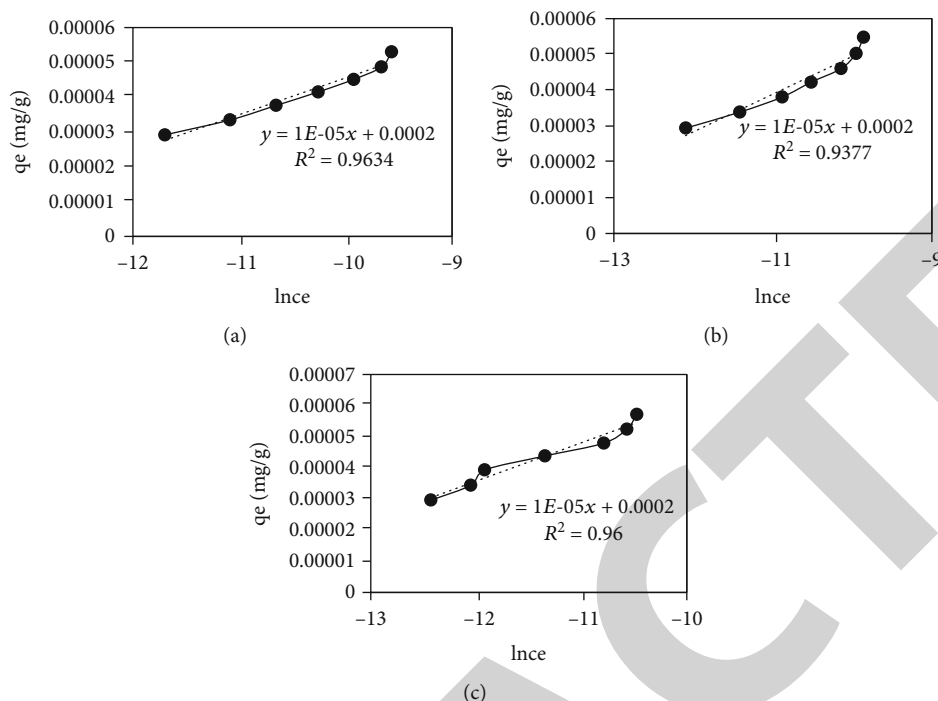 0.00006
0.00005
0.00004
0.00003
0.00002
0.00001
0
qe (mg/g)
y = 1E-05x + 0.0002
R² = 0.9634
−12
−11
−10
−9
lnce
(a)
0.00006
0.00005
0.00004
0.00003
0.00002
0.00001
0
qe (mg/g)
y = 1E-05x + 0.0002
R² = 0.9377
−13
−11
−9
lnce
(b)
0.00007
0.00006
0.00005
0.00004
0.00003
0.00002
0.00001
0
qe (mg/g)
y = 1E-05x + 0.0002
R² = 0.96
−13
−12
−11
−10
lnce
(c)